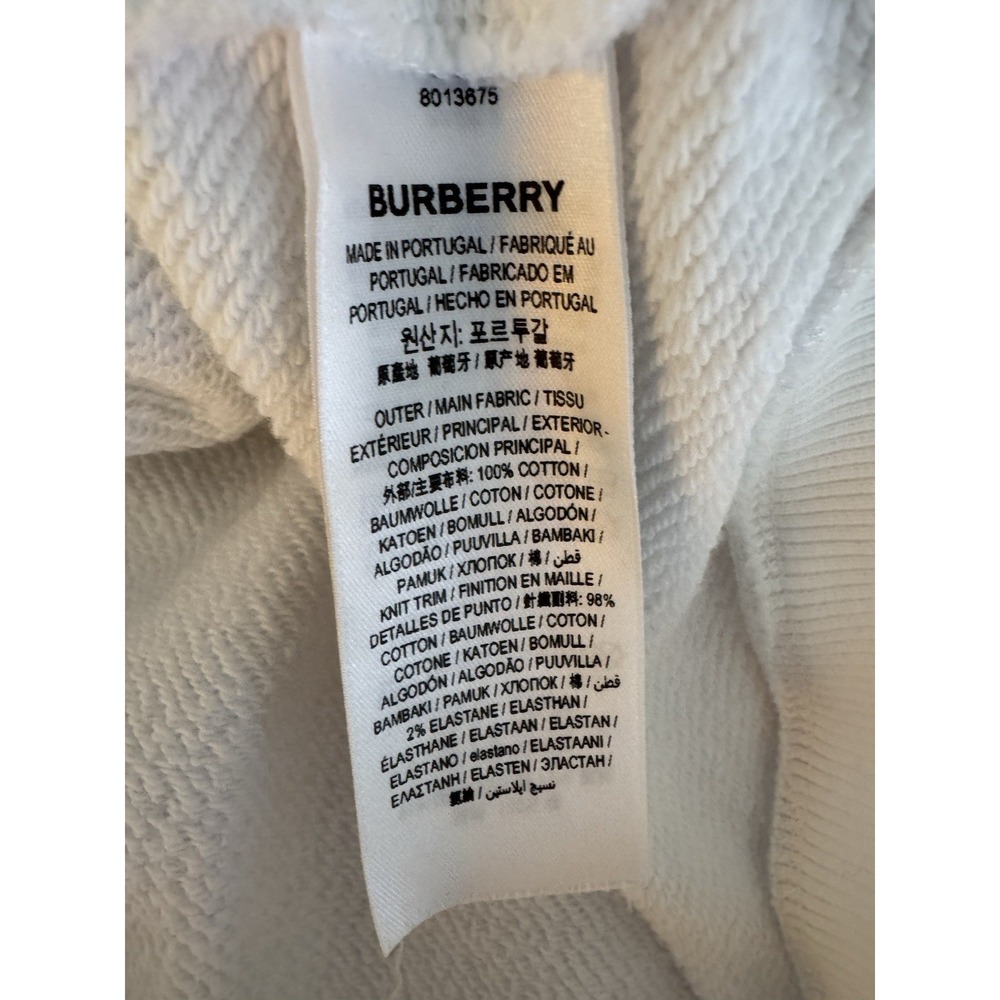 8013675
BURBERRY
MADE IN PORTUGAL / FABRIQUÉ AU
PORTUGAL / FABRICADO EM
PORTUGAL / HECHO EN PORTUGAL
원산지: 포르투갈
原產地 葡萄牙 / 原产地 葡萄牙
OUTER / MAIN FABRIC / TISSU
EXTÉRIEUR / PRINCIPAL / EXTERIOR-
COMPOSICION PRINCIPAL /
外部/主要布料: 100% COTTON /
BAUMWOLLE / COTON / COTONE /
KATOEN / BOMULL / ALGODÓN /
ALGODÃO / PUUVILLA / BAMBAKI /
PAMUK / ХЛОПОК / 棉 / قطن
KNIT TRIM / FINITION EN MAILLE /
DETALLES DE PUNTO / 針織副料: 98%
COTTON / BAUMWOLLE / COTON /
COTONE / KATOEN / BOMULL /
ALGODÓN / ALGODÃO / PUUVILLA /
BAMBAKI / PAMUK / ХЛОПОК / 棉 / قطن
2% ELASTANE / ELASTHAN /
ÉLASTHANE / ELASTAAN / ELASTAN /
ELASTANO / elastano / ELASTAANI /
ΕΛΑΣΤΑΝΗ / ELASTEN / ЭЛАСТАН /
氨綸 / نسيج ايلاستين